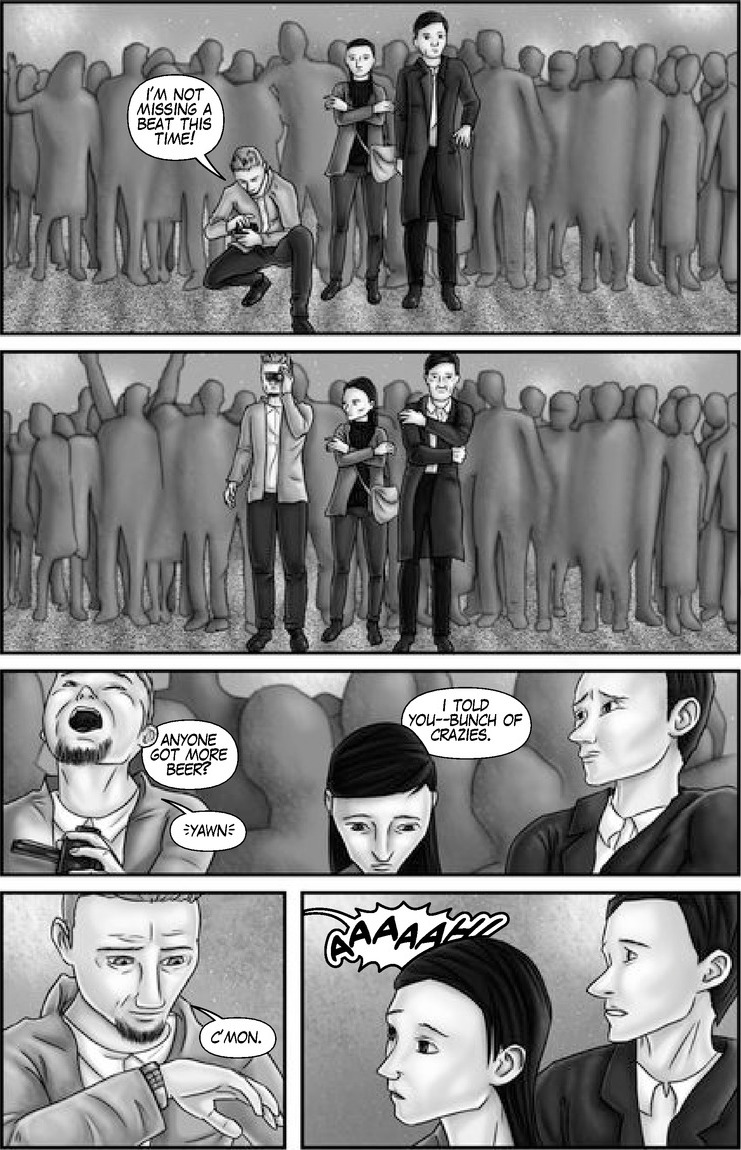 I'M NOT
MISSING A
BEAT THIS
TIME!
ANYONE
GOT MORE
BEER?
YAWN
I TOLD
YOU--BUNCH OF
CRAZIES.
C'MON.
AAAAAH!